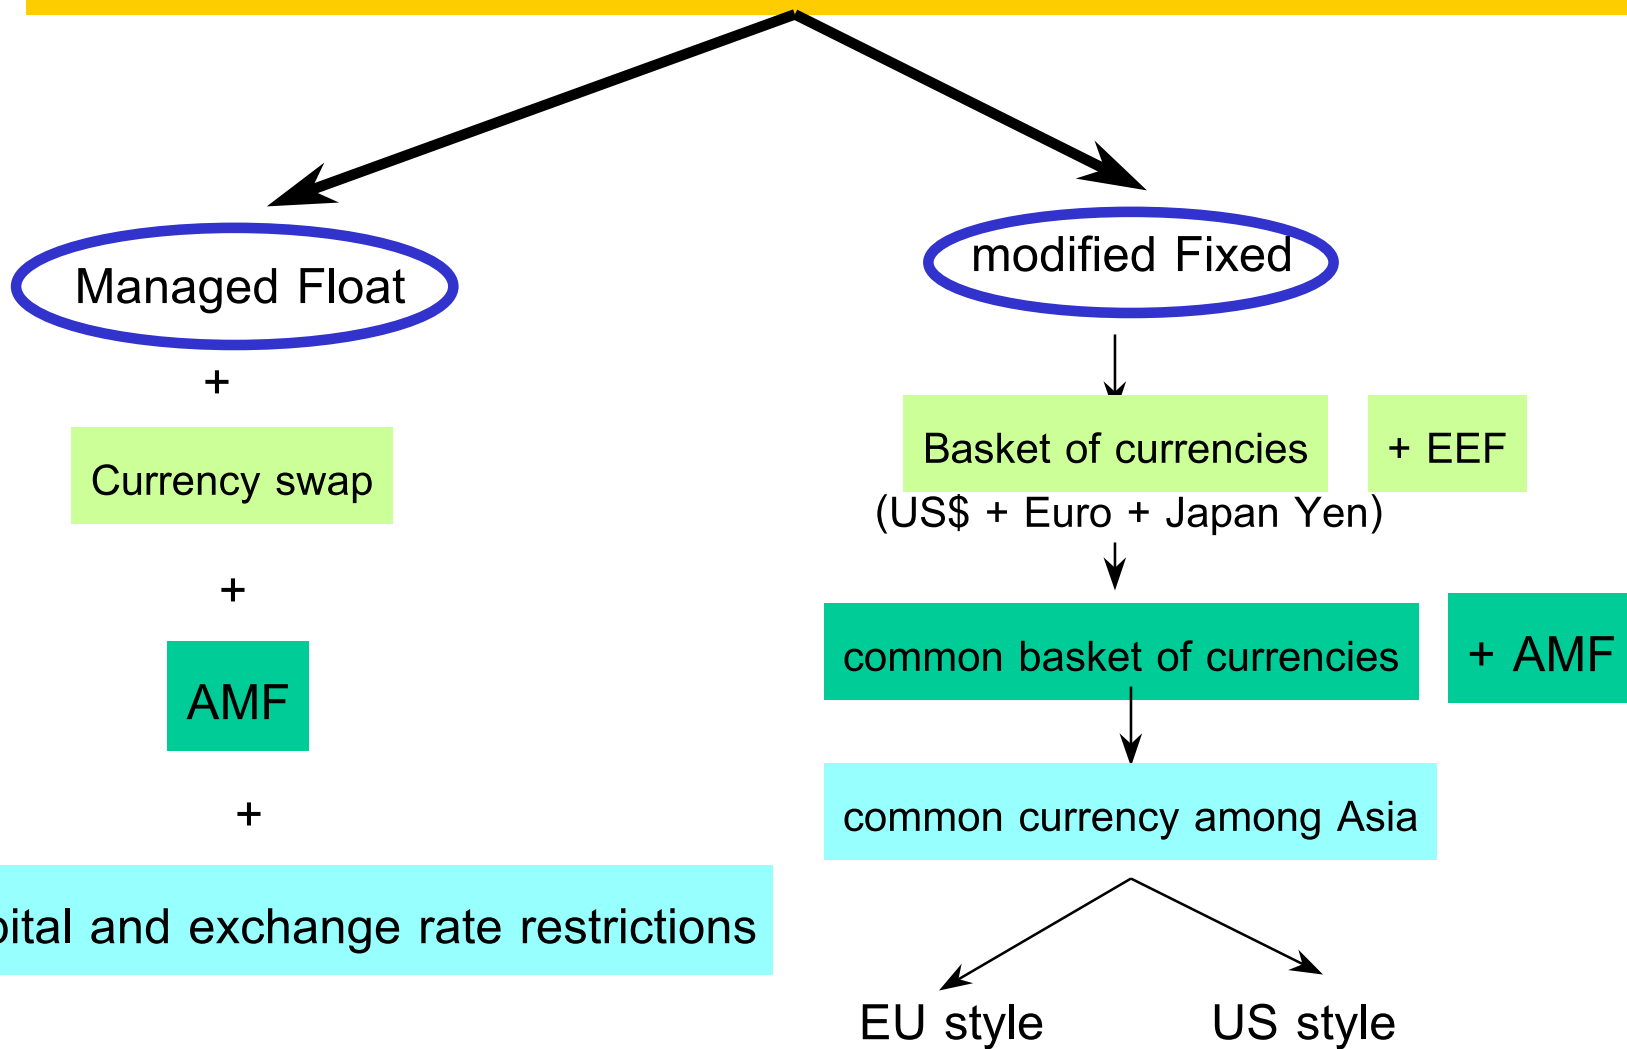 Managed Float
+
Currency swap
+
AMF
+
and exchange rate restrictions
modified Fixed
Basket of currencies
+ EEF
(US$ + Euro + Japan Yen)
common basket of currencies
+ AMF
common currency among Asia
EU style
US style